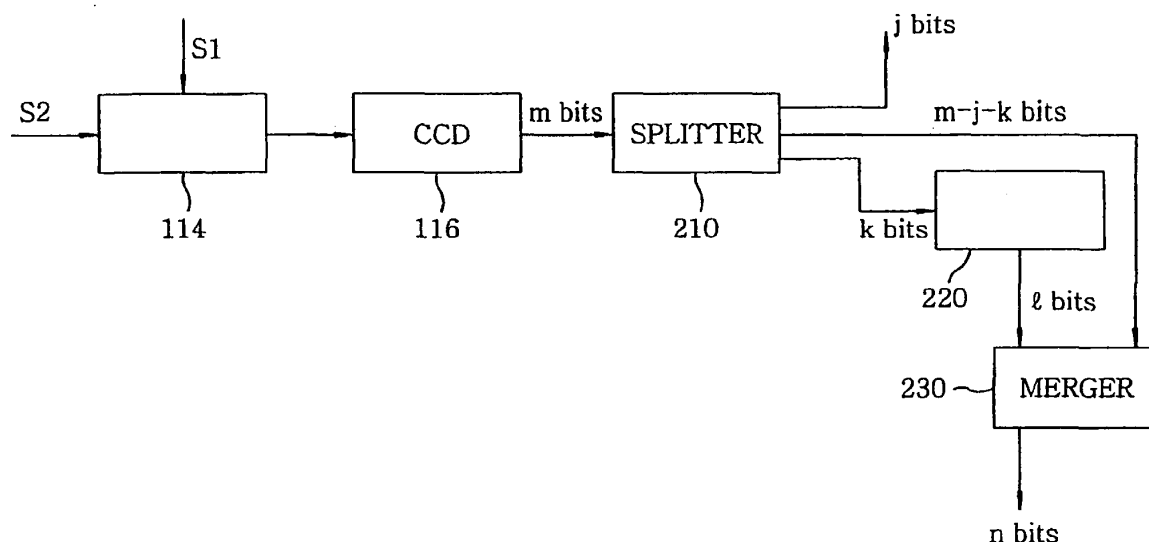 j bits
S1
S2
m bits
m-j-k bits
CCD
SPLITTER
114
116
210
k bits
220
ℓ bits
230
MERGER
n bits